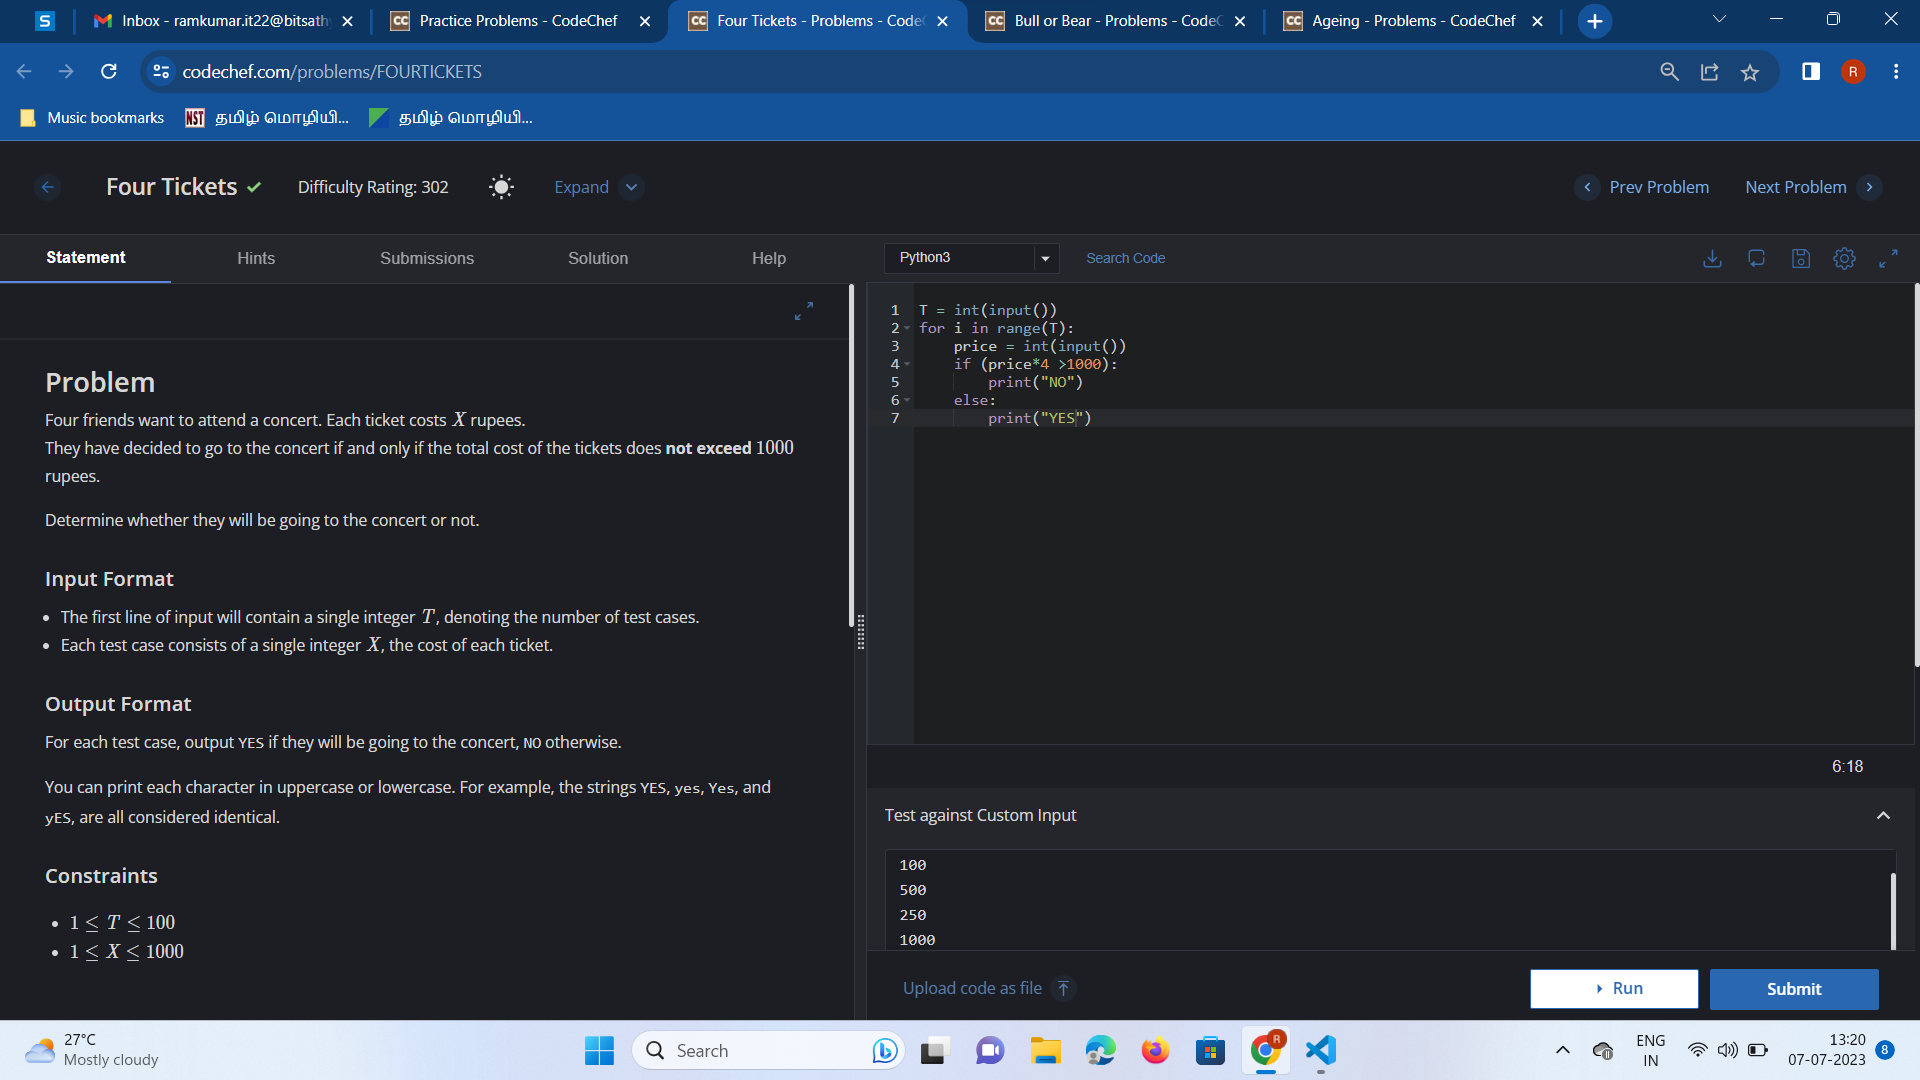 Inbox - ramkumar.it22@bitsath
Practice Problems - CodeChef
Four Tickets - Problems - Code
Bull or Bear - Problems - CodeC
Ageing - Problems - CodeChef
codechef.com/problems/FOURTICKETS
R
Music bookmarks
NST தமிழ் மொழியி...
தமிழ் மொழியி...
Four Tickets
Difficulty Rating: 302
Expand
Prev Problem
Next Problem
Statement
Hints
Submissions
Solution
Help
Python3
Search Code
Problem
Four friends want to attend a concert. Each ticket costs X rupees.
They have decided to go to the concert if and only if the total cost of the tickets does not exceed 1000
rupees.
Determine whether they will be going to the concert or not.
Input Format
• The first line of input will contain a single integer T, denoting the number of test cases.
• Each test case consists of a single integer X, the cost of each ticket.
Output Format
For each test case, output YES if they will be going to the concert, NO otherwise.
You can print each character in uppercase or lowercase. For example, the strings YES, yes, Yes, and
yES, are all considered identical.
Constraints
• 1 ≤ T ≤ 100
• 1 ≤ X ≤ 1000
1 T = int(input())
2 for i in range(T):
3     price = int(input())
4     if (price*4 >1000):
5         print("NO")
6     else:
7         print("YES")
6:18
Test against Custom Input
100
500
250
1000
Upload code as file
Run
Submit
27°C
Mostly cloudy
Search
R
ENG
IN
13:20
07-07-2023
8